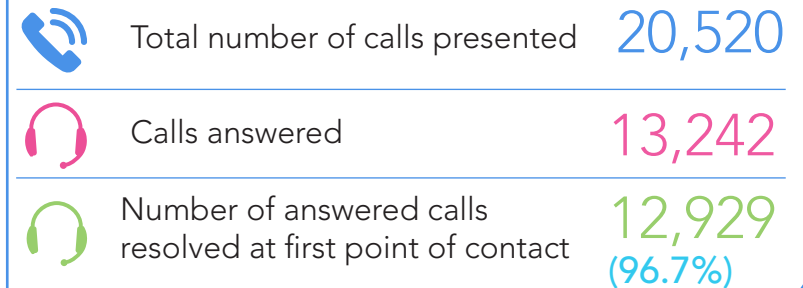 Total number of calls presented 20,520
Calls answered 13,242
Number of answered calls
resolved at first point of contact 12,929
(96.7%)